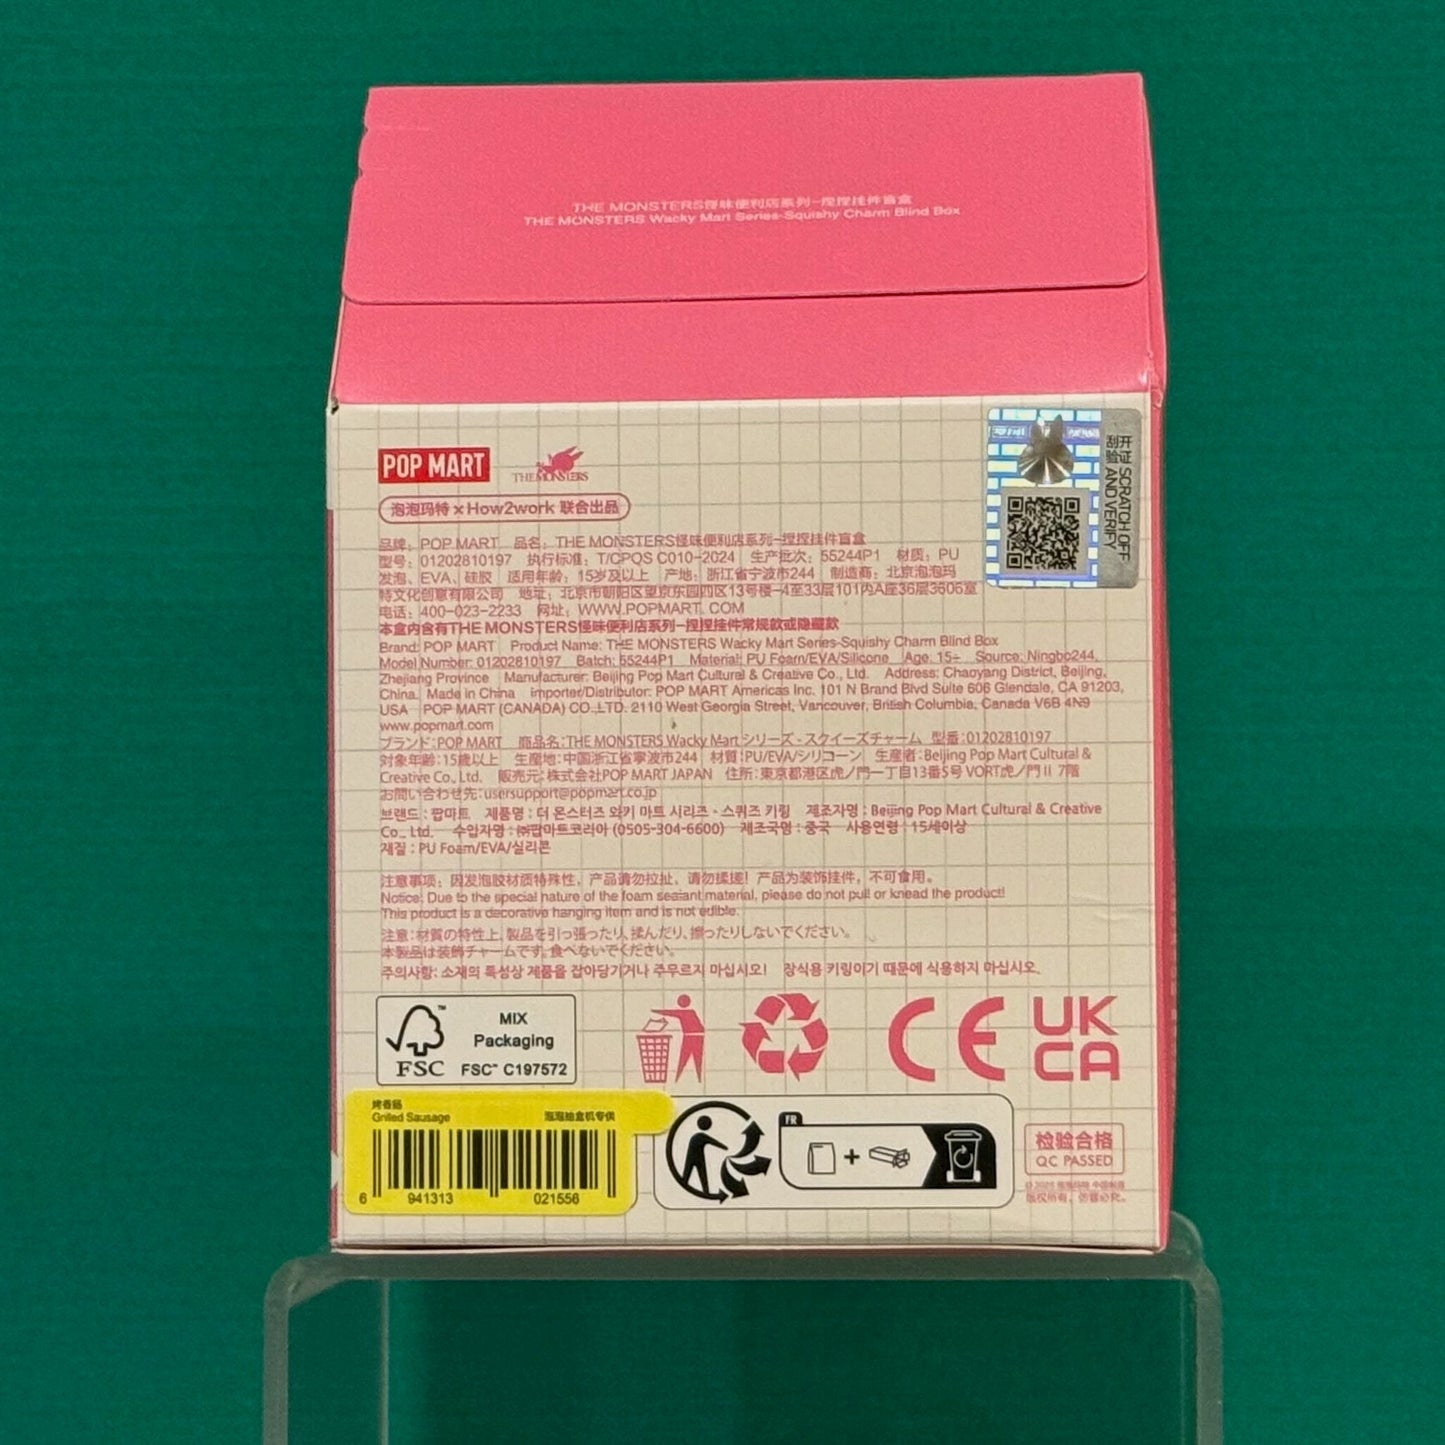 THE MONSTERS怪味便利店系列-捏捏挂件盲盒
THE MONSTERS Wacky Mart Series-Squishy Charm Blind Box
POP MART
THE MONSTERS
泡泡玛特 x How2work 联合出品
刮开验证 SCRATCH OFF AND VERIFY
品牌：POP MART 品名：THE MONSTERS怪味便利店系列-捏捏挂件盲盒
型号：01202810197 执行标准：T/CPQS C010-2024 生产批次：55244P1 材质：PU
发泡、EVA、硅胶 适用年龄：15岁及以上 产地：浙江省宁波市244 制造商：北京泡泡玛
特文化创意有限公司 地址：北京市朝阳区望京东园四区13号楼-4至33层101内A座36层3606室
电话：400-023-2233 网址：WWW.POPMART.COM
本盒内含有THE MONSTERS怪味便利店系列-捏捏挂件常规款或隐藏款
Brand: POP MART Product Name: THE MONSTERS Wacky Mart Series-Squishy Charm Blind Box
Model Number: 01202810197 Batch: 55244P1 Material: PU Foam/EVA/Silicone Age: 15+ Source: Ningbo244,
Zhejiang Province Manufacturer: Beijing Pop Mart Cultural & Creative Co., Ltd. Address: Chaoyang District, Beijing,
China. Made in China Importer/Distributor: POP MART Americas Inc. 101 N Brand Blvd Suite 606 Glendale, CA 91203,
USA POP MART (CANADA) CO.,LTD. 2110 West Georgia Street, Vancouver, British Columbia, Canada V6B 4N9
www.popmart.com
ブランド:POP MART 商品名:THE MONSTERS Wacky Martシリーズ - スクイーズチャーム 型番:01202810197
対象年齢:15歳以上 生産地:中国浙江省寧波市244 材質:PU/EVA/シリコーン 生産者:Beijing Pop Mart Cultural &
Creative Co., Ltd. 販売元:株式会社POP MART JAPAN 住所:東京都港区虎ノ門一丁目13番5号 VORT虎ノ門II 7階
お問い合わせ先:usersupport@popmart.co.jp
브랜드 : 팝마트 제품명 : 더 몬스터즈 와키 마트 시리즈 - 스퀴즈 키링 제조자명 : Beijing Pop Mart Cultural & Creative
Co., Ltd. 수입자명 : ㈜팝마트코리아 (0505-304-6600) 제조국명 : 중국 사용연령 : 15세이상
재질 : PU Foam/EVA/실리콘
注意事项：因发泡胶材质特殊性，产品请勿拉扯，请勿揉搓！产品为装饰挂件，不可食用。
Notice: Due to the special nature of the foam sealant material, please do not pull or knead the product!
This product is a decorative hanging item and is not edible.
注意:材質の特性上、製品を引っ張ったり、揉んだり、擦ったりしないでください。
本製品は装飾チャームです。食べないでください。
주의사항: 소재의 특성상 제품을 잡아당기거나 주무르지 마십시오! 장식용 키링이기 때문에 식용하지 마십시오.
FSC™
MIX
Packaging
FSC™ C197572
CE
UK
CA
烤香肠
Grilled Sausage 泡泡抽盒机专供
6 941313 021556
FR
检验合格
QC PASSED
© 2025 泡泡玛特 中国制造
版权所有，仿冒必究。